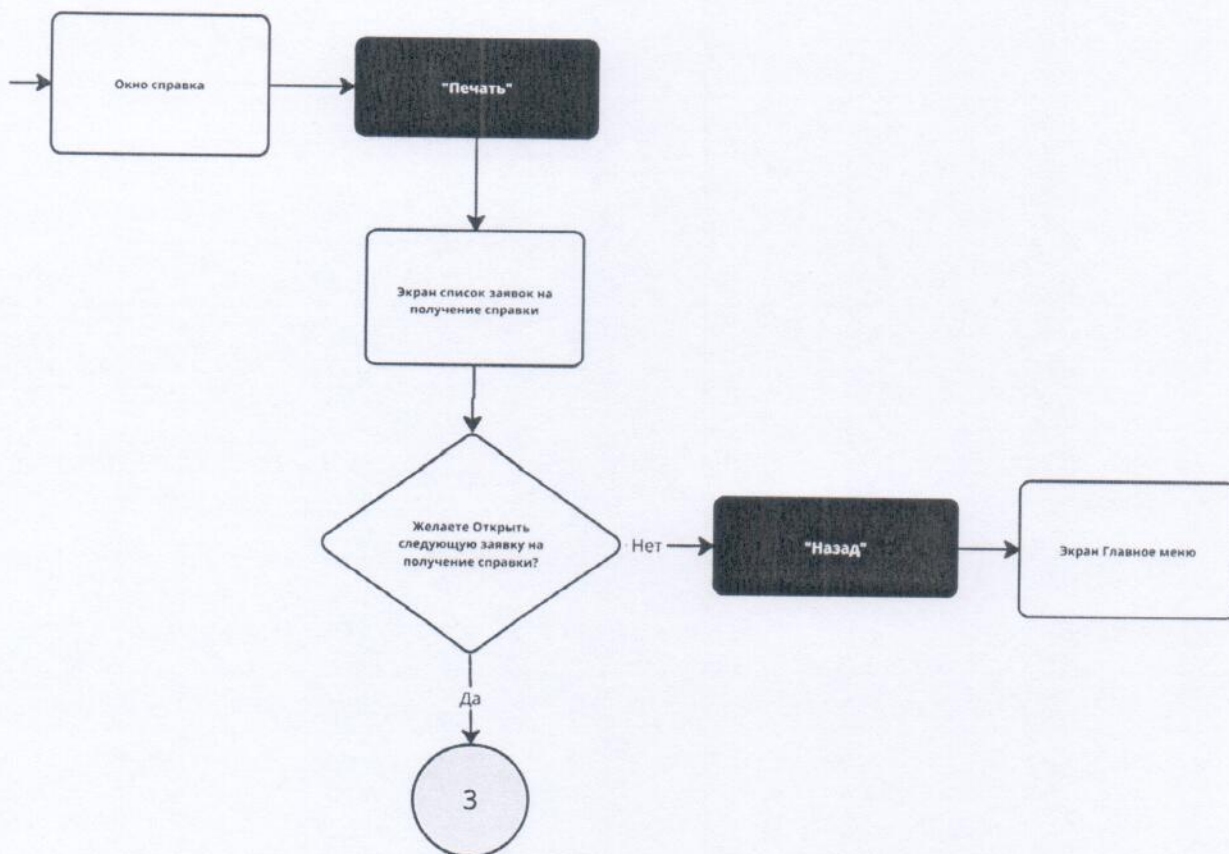 Окно справка
"Печать"
Экран список заявок на
получение справки
Желаете Открыть
следующую заявку на
получение справки?
Нет
"Назад"
Экран Главное меню
Да
3